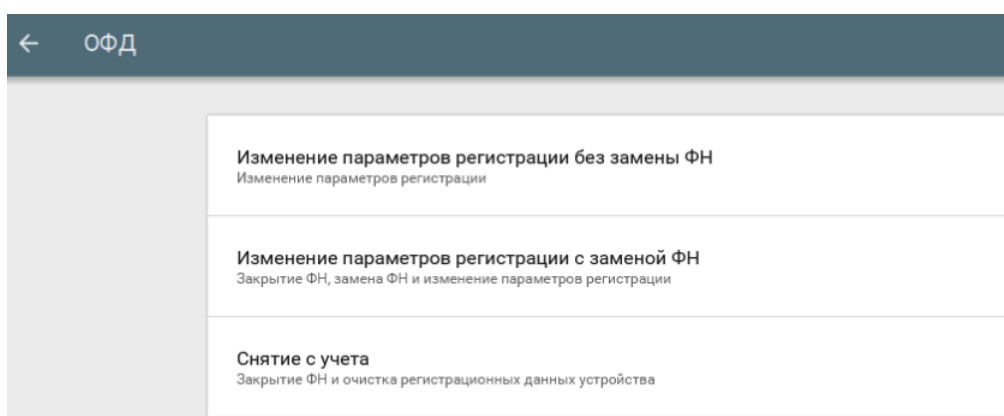 ОФД
Изменение параметров регистрации без замены ФН
Изменение параметров регистрации
Изменение параметров регистрации с заменой ФН
Закрытие ФН, замена ФН и изменение параметров регистрации
Снятие с учета
Закрытие ФН и очистка регистрационных данных устройства